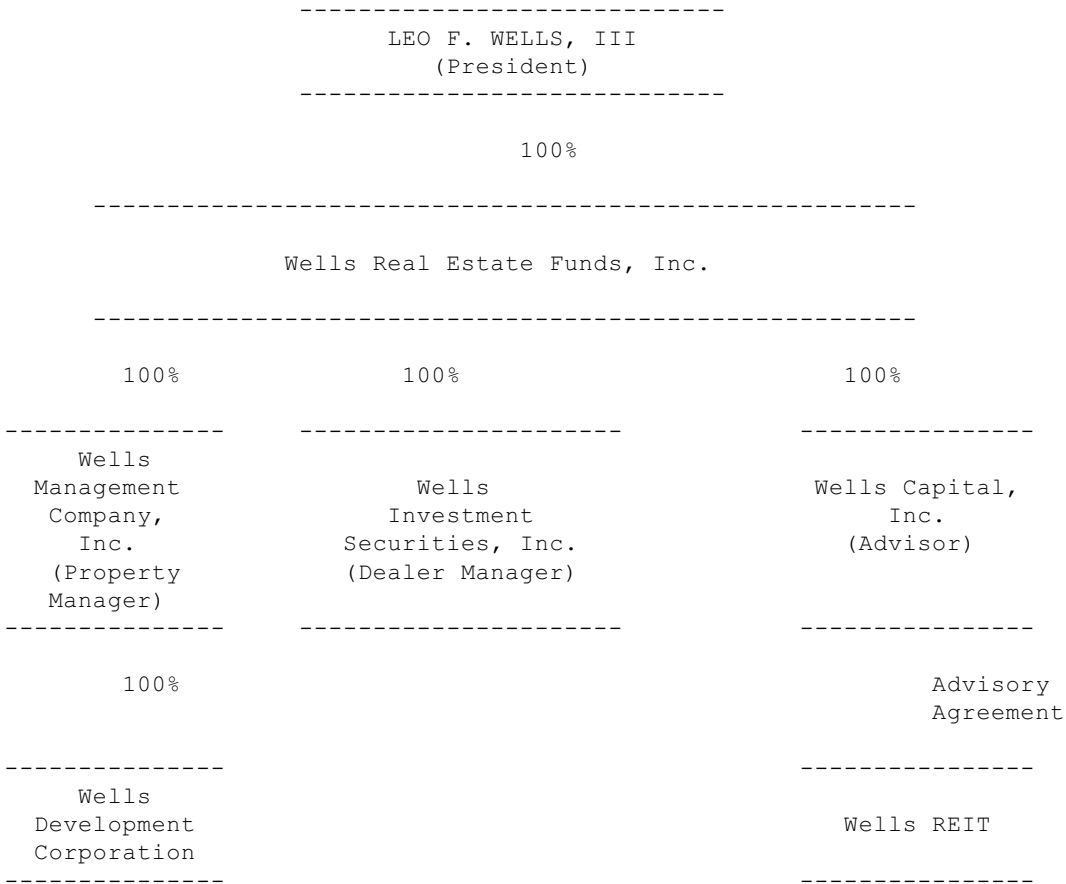 LEO F. WELLS, III
(President)
100%
Wells Real Estate Funds, Inc.
100% 100% 100%
Wells
Management
Company,
Inc.
(Property
Manager)
Wells
Investment
Securities, Inc.
(Dealer Manager)
Wells Capital,
Inc.
(Advisor)
100%
Advisory
Agreement
Wells
Development
Corporation
Wells REIT